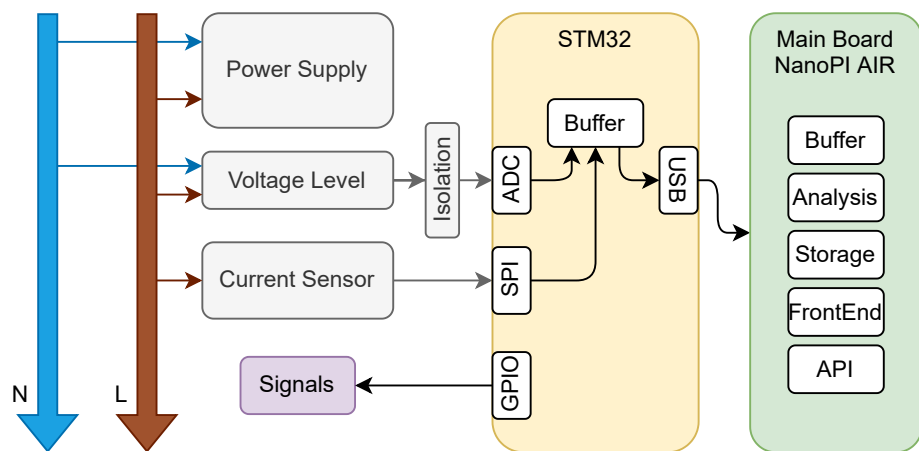 STM32
Main Board
NanoPI AIR
Power Supply
Buffer
Buffer
Voltage Level
Isolation
ADC
USB
Analysis
Storage
Current Sensor
SPI
FrontEnd
N
L
Signals
GPIO
API